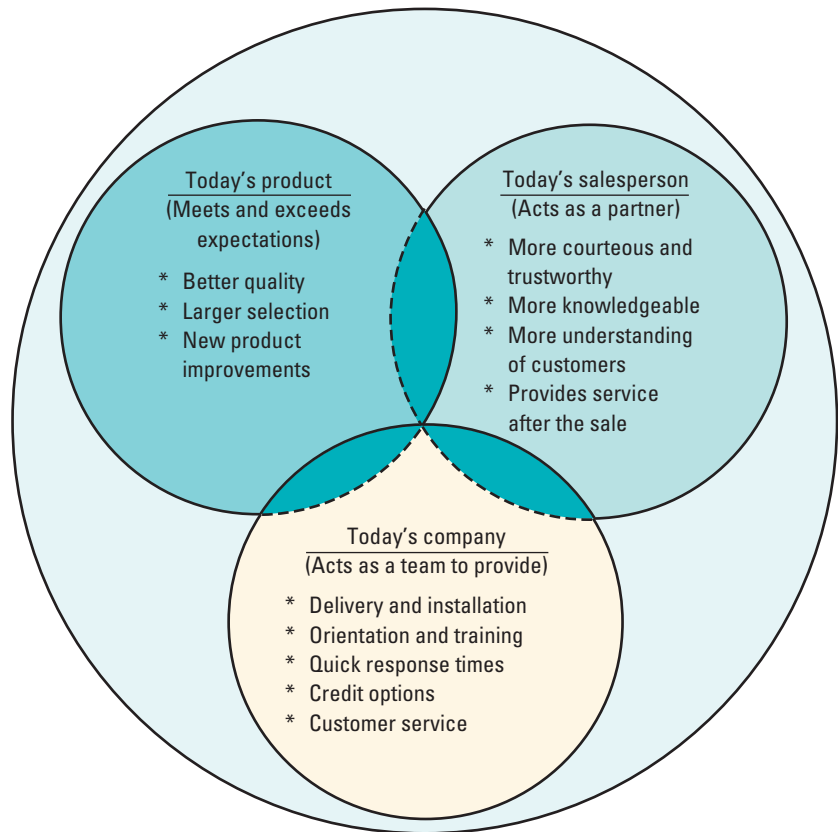 Today's product
(Meets and exceeds
expectations)
* Better quality
* Larger selection
* New product
improvements
Today's salesperson
(Acts as a partner)
* More courteous and
trustworthy
* More knowledgeable
* More understanding
of customers
* Provides service
after the sale
Today's company
(Acts as a team to provide)
* Delivery and installation
* Orientation and training
* Quick response times
* Credit options
* Customer service